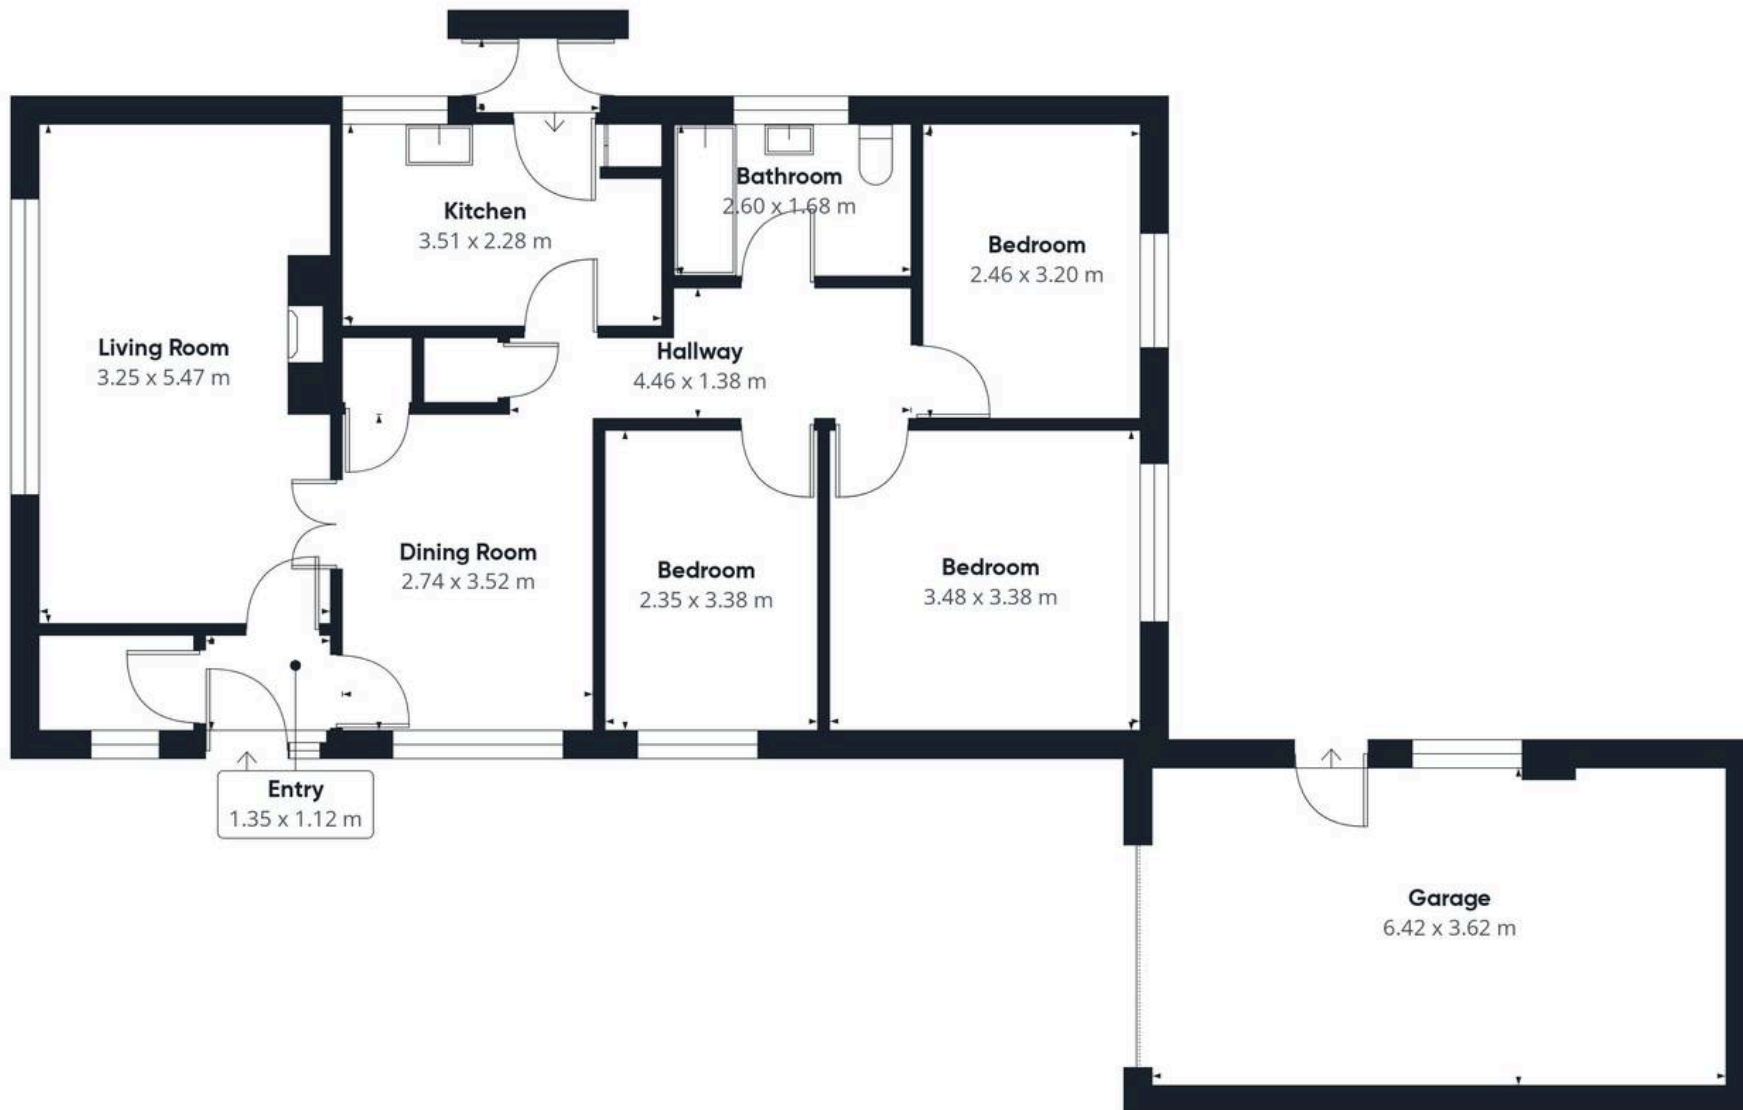 Kitchen
3.51 x 2.28 m
Bathroom
2.60 x 1.68 m
Bedroom
2.46 x 3.20 m
Living Room
3.25 x 5.47 m
Hallway
4.46 x 1.38 m
Dining Room
2.74 x 3.52 m
Bedroom
2.35 x 3.38 m
Bedroom
3.48 x 3.38 m
Entry
1.35 x 1.12 m
Garage
6.42 x 3.62 m